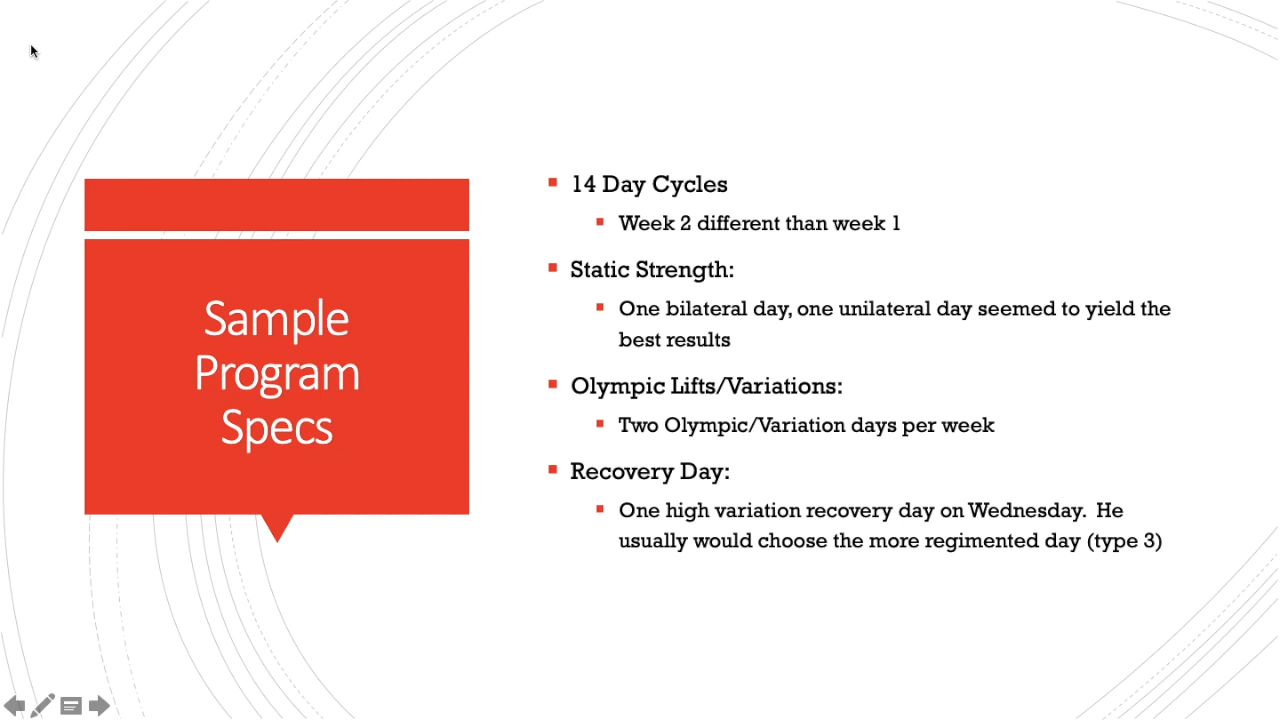 Sample
Program
Specs
14 Day Cycles
Week 2 different than week 1
Static Strength:
One bilateral day, one unilateral day seemed to yield the
best results
Olympic Lifts/Variations:
Two Olympic/Variation days per week
Recovery Day:
One high variation recovery day on Wednesday.  He
usually would choose the more regimented day (type 3)